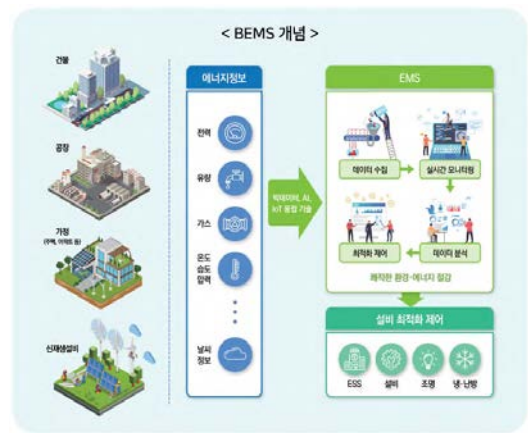 < BEMS 개념 >
건물
공장
가정
(주택, 아파트 등)
신재생설비
에너지정보
전력
유량
가스
온도
습도
압력
날씨
정보
빅데이터, AI,
IoT 융합 기술
EMS
데이터 수집
실시간 모니터링
최적화 제어
데이터 분석
쾌적한 환경·에너지 절감
설비 최적화 제어
ESS
설비
조명
냉·난방